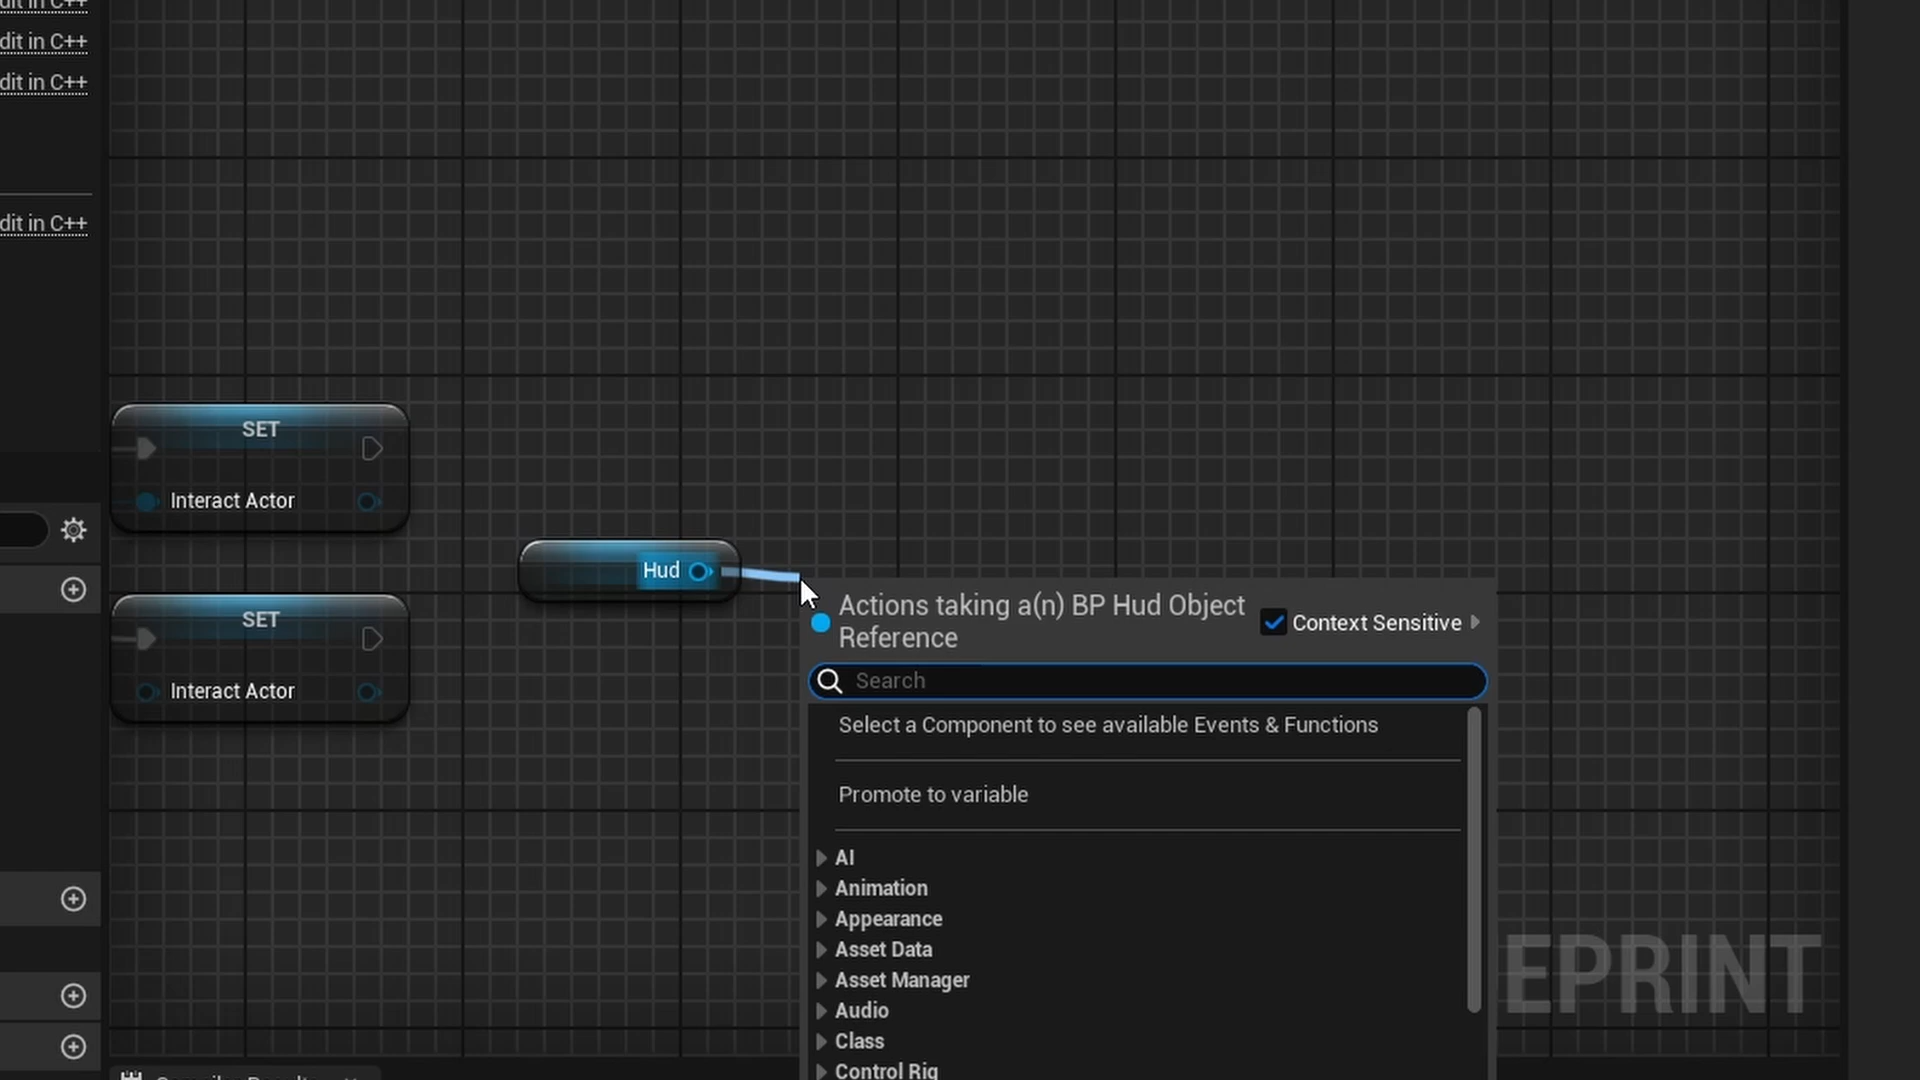 dit in C++
dit in C++
dit in C++
dit in C++
SET
Interact Actor
SET
Interact Actor
Hud
Actions taking a(n) BP Hud Object
Reference
Context Sensitive
Search
Select a Component to see available Events & Functions
Promote to variable
AI
Animation
Appearance
Asset Data
Asset Manager
Audio
Class
Control Rig
EPRINT